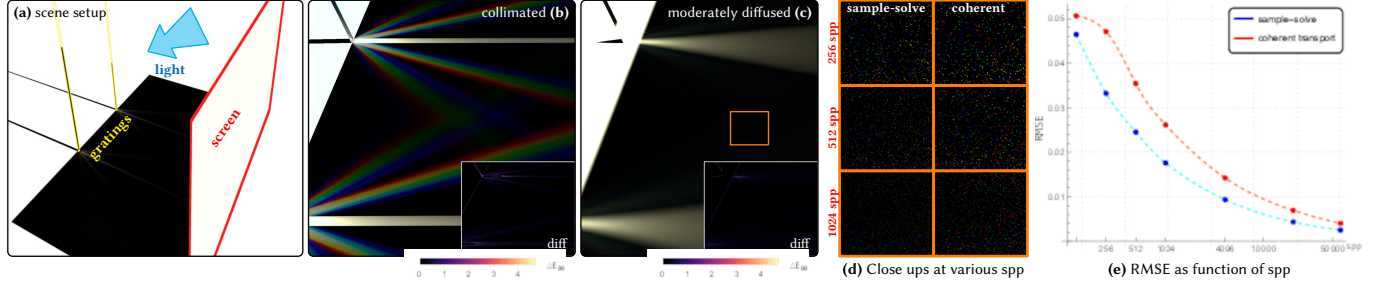 (a) scene setup
light
gratings
screen
collimated (b)
diff
0 1 2 3 4 ΔE₀₀
moderately diffused (c)
diff
0 1 2 3 4 ΔE₀₀
sample-solve coherent
256 spp
512 spp
1024 spp
(d) Close ups at various spp
sample-solve
coherent transport
RMSE
0.05
0.04
0.03
0.02
0.01
0
256 512 1024 4096 10000 50000 spp
(e) RMSE as function of spp